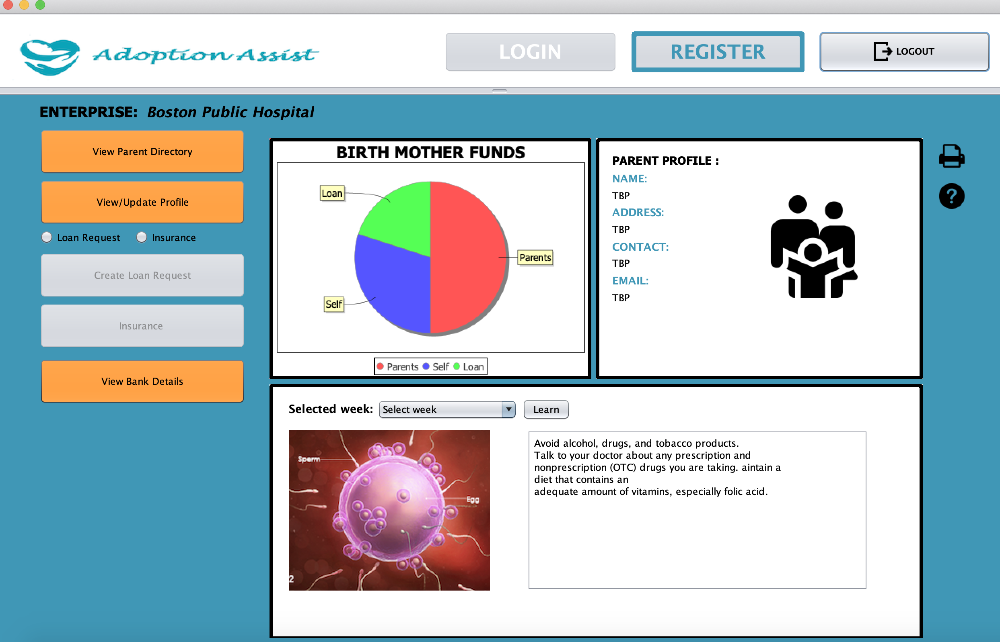 Adoption Assist
LOGIN
REGISTER
LOGOUT
ENTERPRISE: Boston Public Hospital
View Parent Directory
View/Update Profile
Loan Request
Insurance
Create Loan Request
Insurance
View Bank Details
BIRTH MOTHER FUNDS
Loan
Parents
Self
Parents Self Loan
PARENT PROFILE :
NAME:
TBP
ADDRESS:
TBP
CONTACT:
TBP
EMAIL:
TBP
?
Selected week: Select week Learn
Sperm
Egg
2
Avoid alcohol, drugs, and tobacco products.
Talk to your doctor about any prescription and
nonprescription (OTC) drugs you are taking. aintain a
diet that contains an
adequate amount of vitamins, especially folic acid.